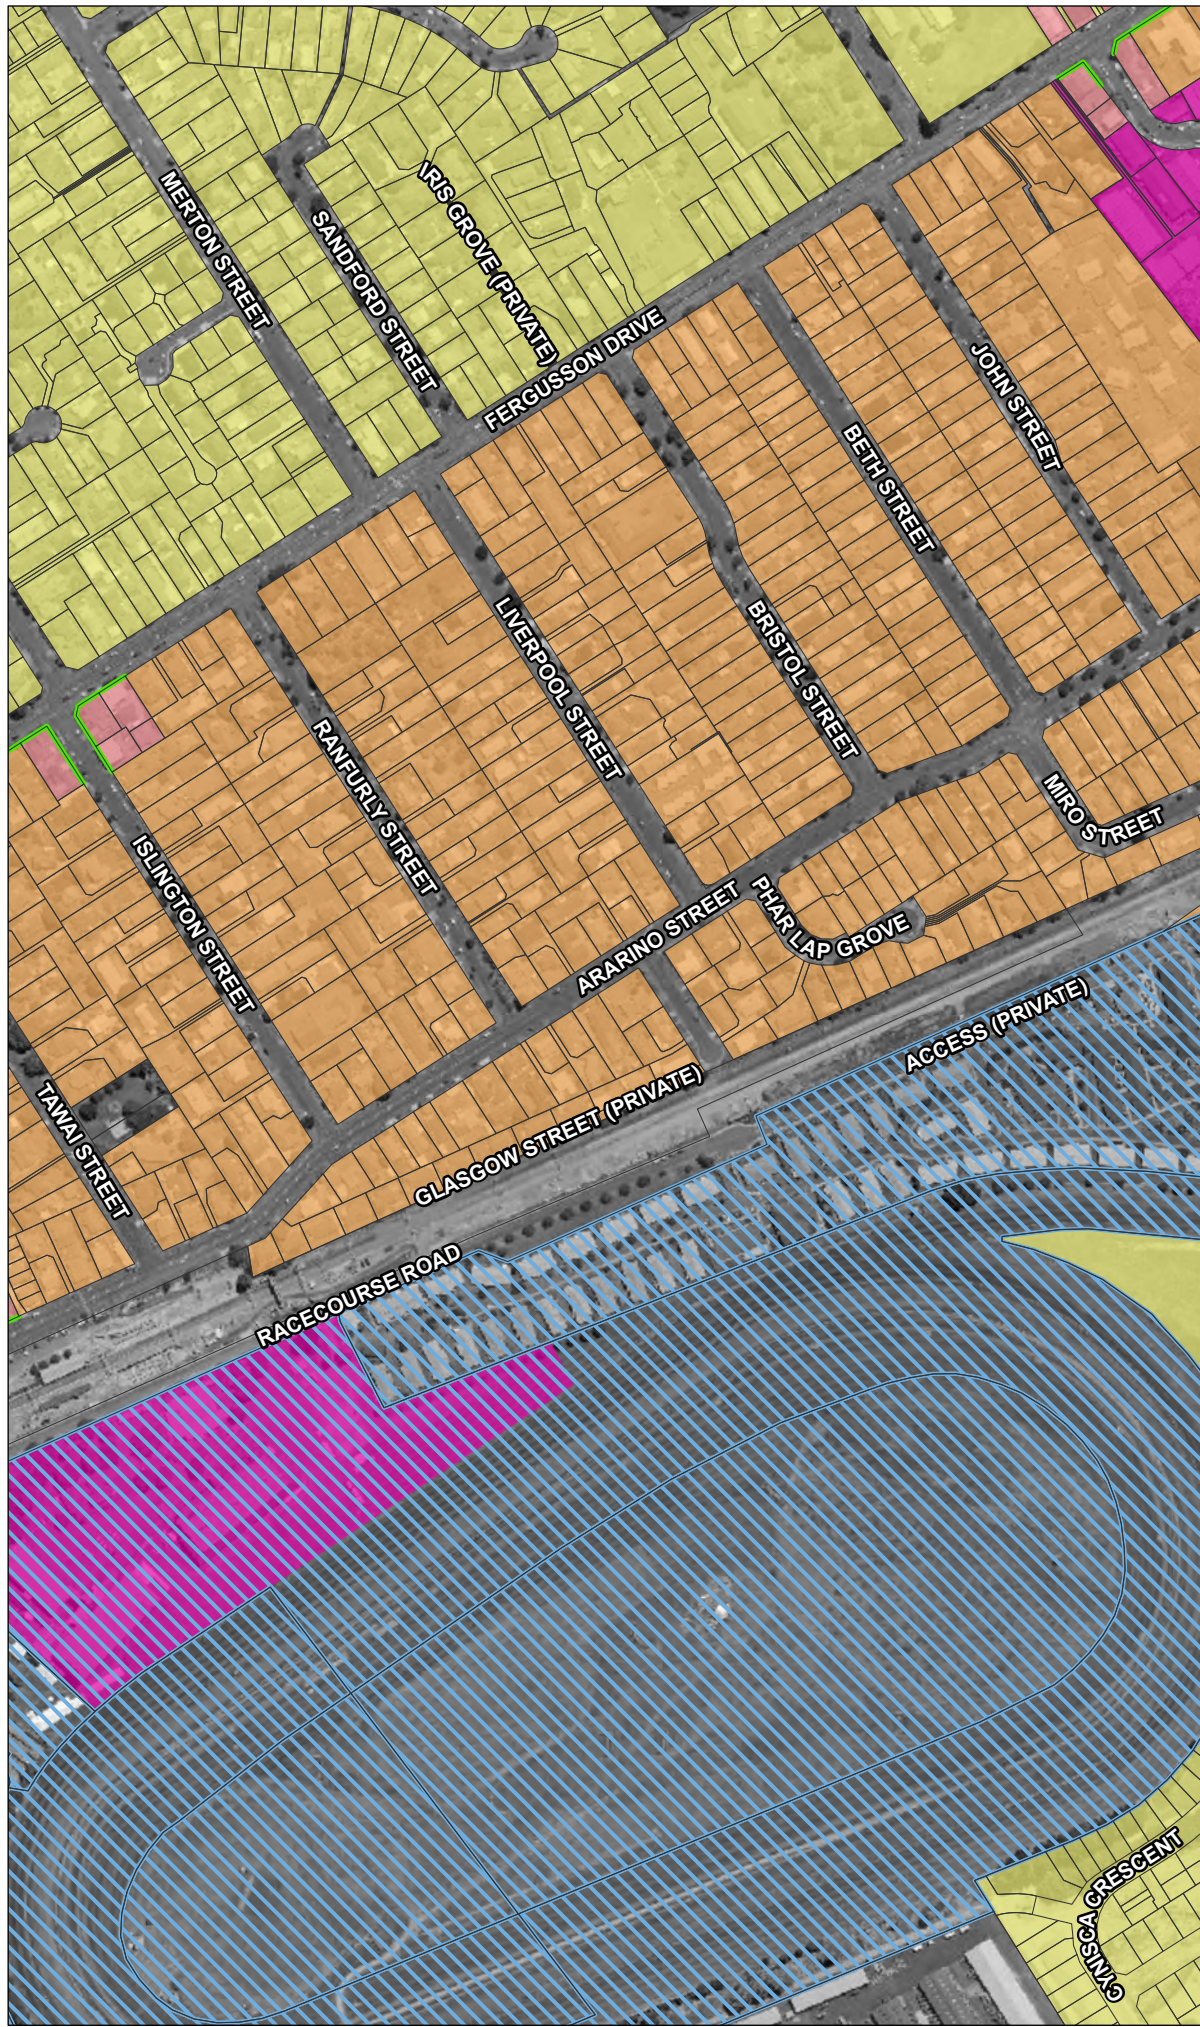 MERTON STREET
SANDFORD STREET
IRIS GROVE (PRIVATE)
FERGUSSON DRIVE
JOHN STREET
BETH STREET
LIVERPOOL STREET
BRISTOL STREET
RANFURLY STREET
MIRO STREET
ISLINGTON STREET
ARARINO STREET
PHAR LAP GROVE
ACCESS (PRIVATE)
TAWAI STREET
GLASGOW STREET (PRIVATE)
RACECOURSE ROAD
CYNISCA CRESCENT